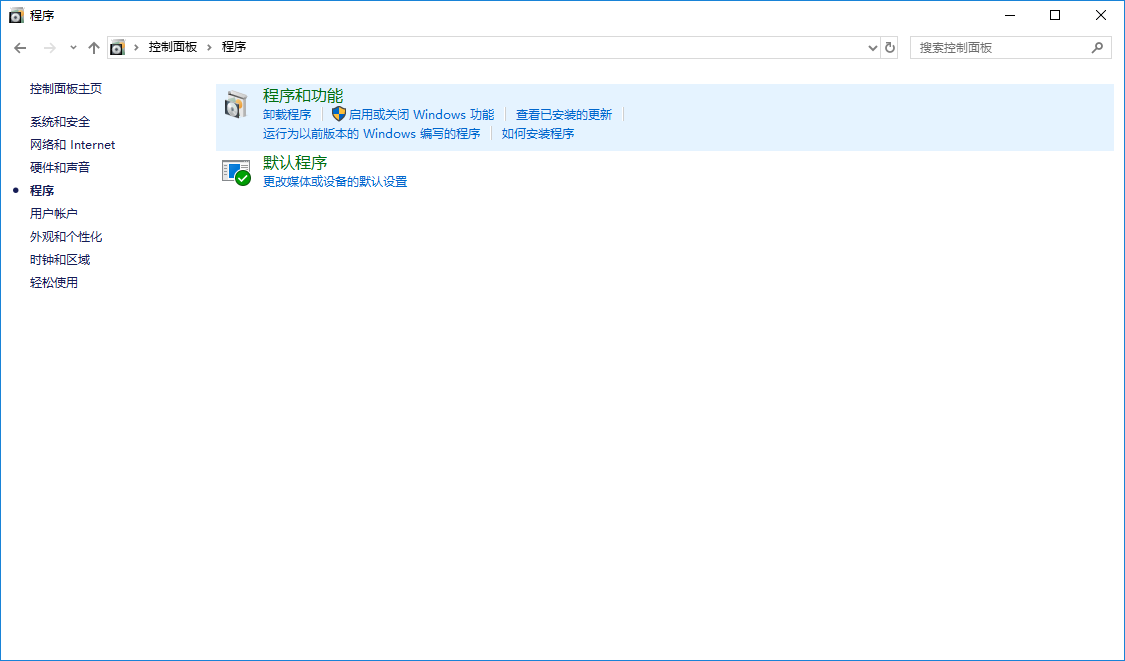 程序
控制面板 程序
搜索控制面板
控制面板主页
系统和安全
网络和 Internet
硬件和声音
程序
用户帐户
外观和个性化
时钟和区域
轻松使用
程序和功能
卸载程序 启用或关闭 Windows 功能 查看已安装的更新
运行为以前版本的 Windows 编写的程序 如何安装程序
默认程序
更改媒体或设备的默认设置